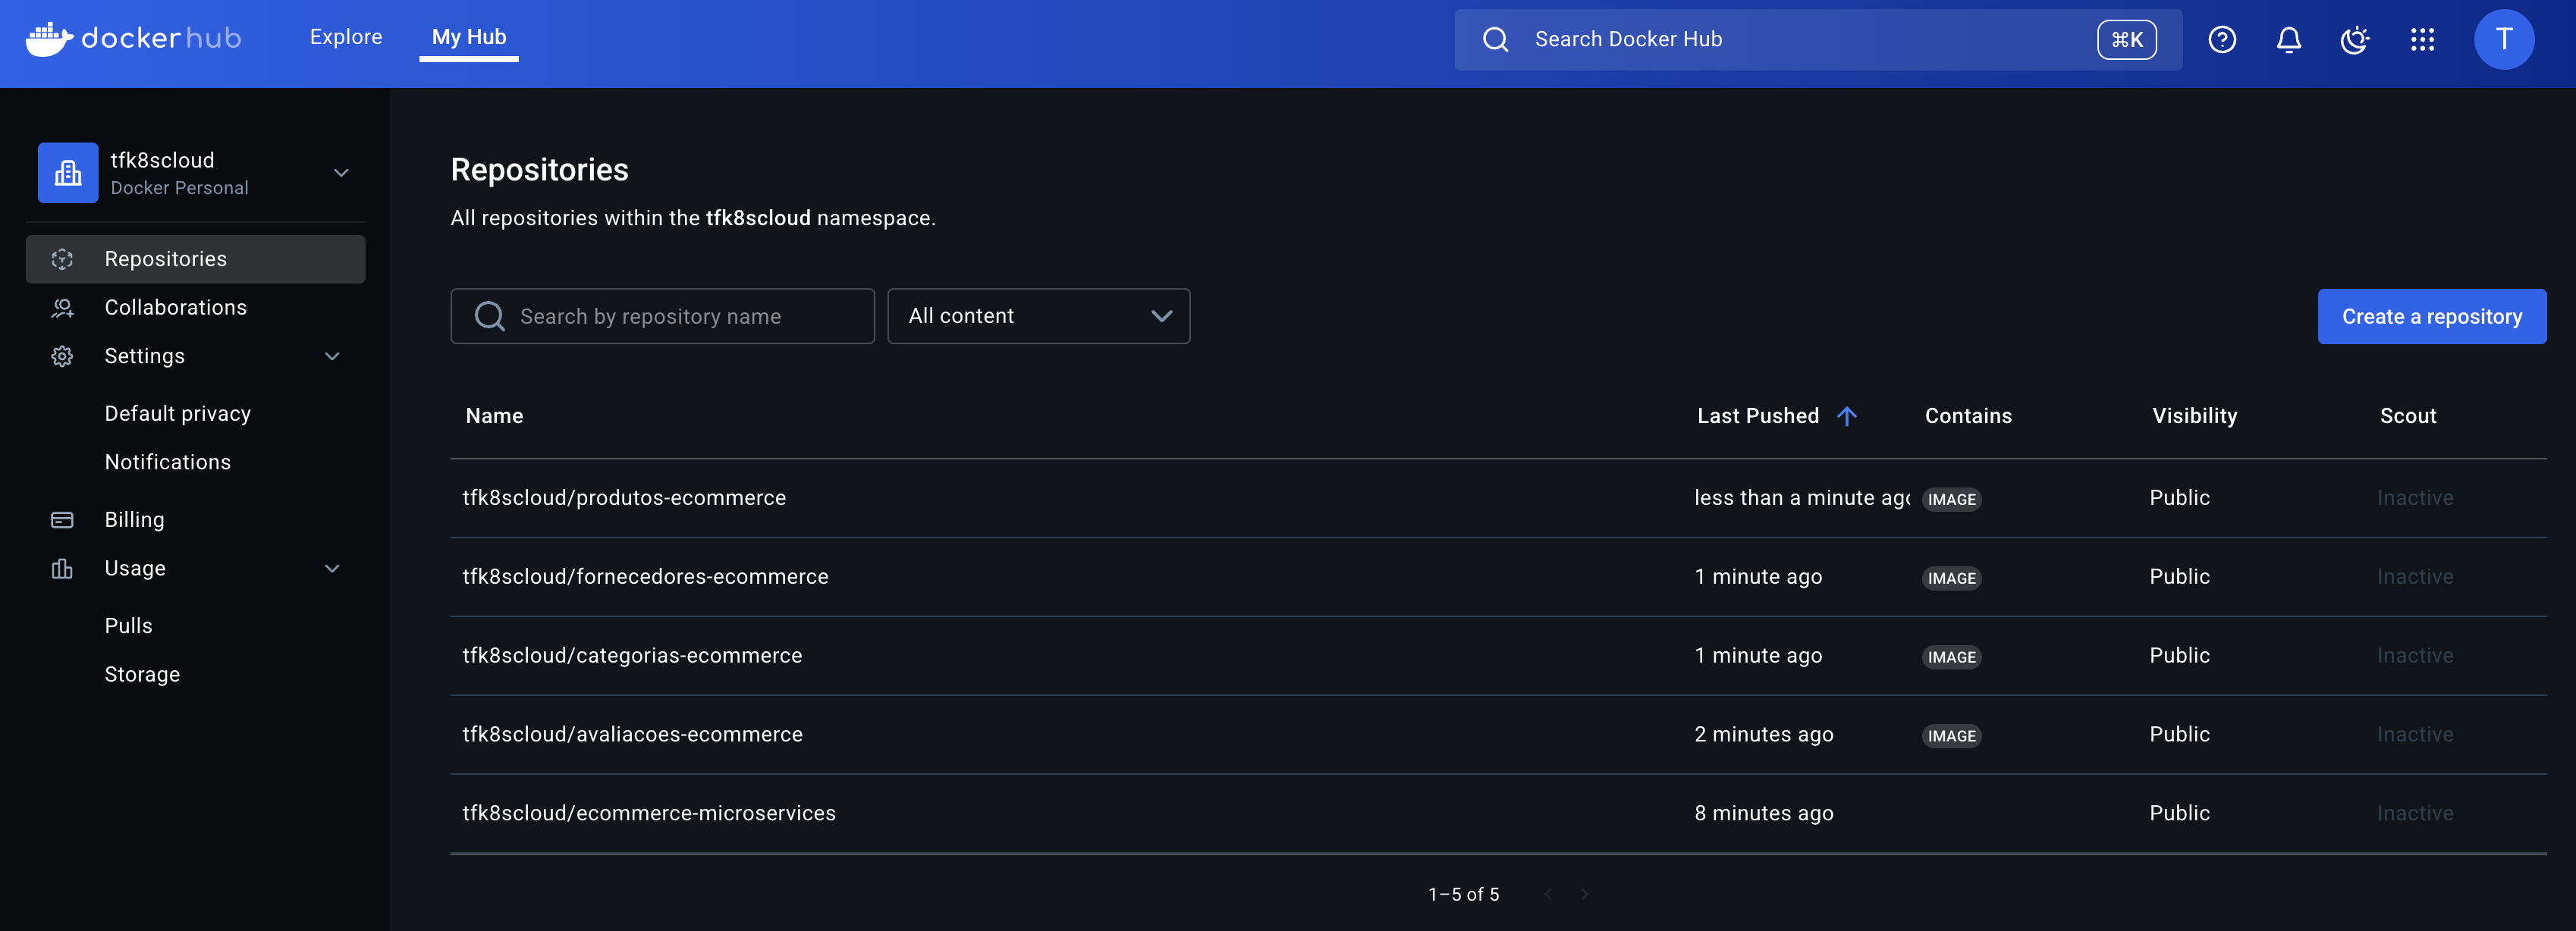 dockerhub Explore My Hub Search Docker Hub ⌘K T
tfk8scloud
Docker Personal
Repositories
Collaborations
Settings
Default privacy
Notifications
Billing
Usage
Pulls
Storage
Repositories
All repositories within the tfk8scloud namespace.
Search by repository name All content Create a repository
Name Last Pushed Contains Visibility Scout
tfk8scloud/produtos-ecommerce less than a minute ago IMAGE Public Inactive
tfk8scloud/fornecedores-ecommerce 1 minute ago IMAGE Public Inactive
tfk8scloud/categorias-ecommerce 1 minute ago IMAGE Public Inactive
tfk8scloud/avaliacoes-ecommerce 2 minutes ago IMAGE Public Inactive
tfk8scloud/ecommerce-microservices 8 minutes ago Public Inactive
1–5 of 5